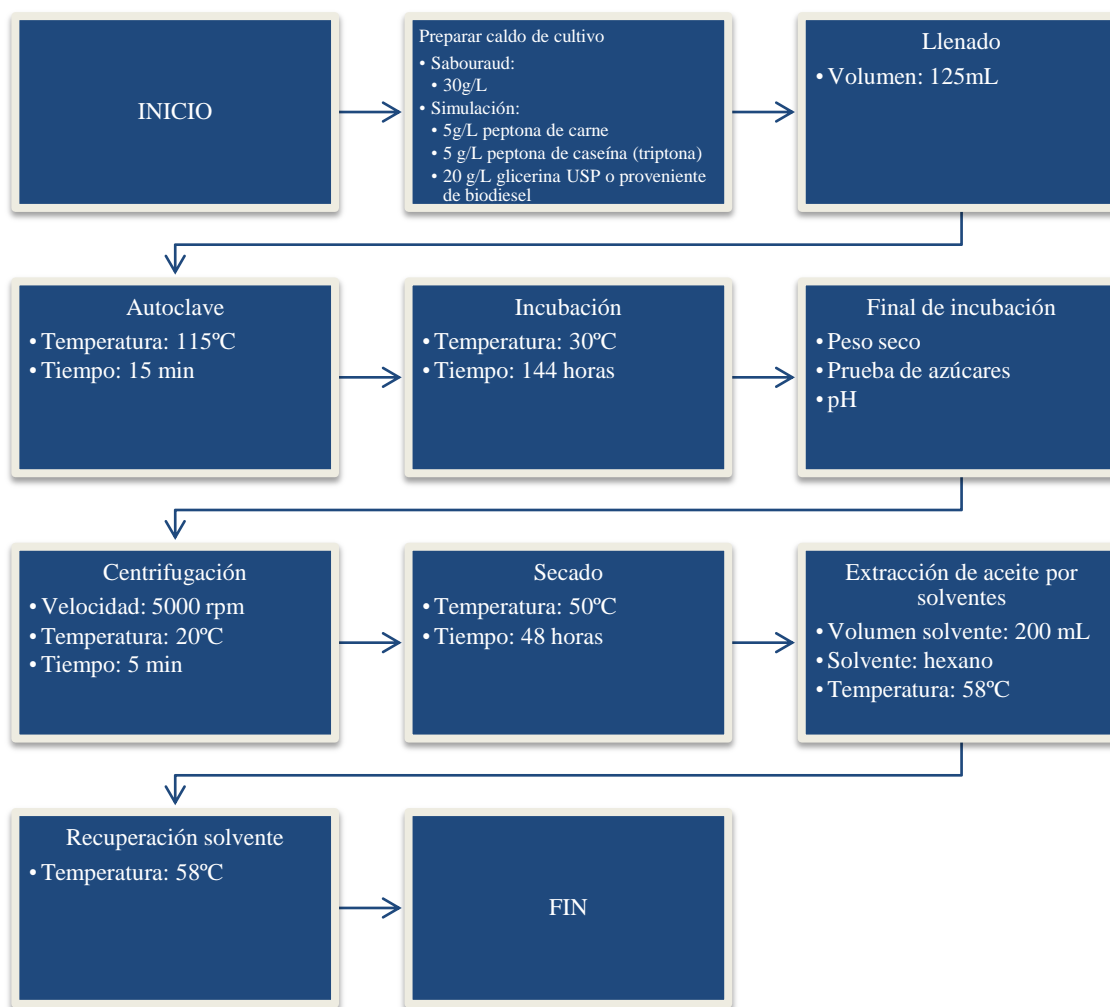 INICIO
Preparar caldo de cultivo
• Sabouraud:
• 30g/L
• Simulación:
• 5g/L peptona de carne
• 5 g/L peptona de caseína (triptona)
• 20 g/L glicerina USP o proveniente
de biodiesel
Llenado
• Volumen: 125mL
Autoclave
• Temperatura: 115ºC
• Tiempo: 15 min
Incubación
• Temperatura: 30ºC
• Tiempo: 144 horas
Final de incubación
• Peso seco
• Prueba de azúcares
• pH
Centrifugación
• Velocidad: 5000 rpm
• Temperatura: 20ºC
• Tiempo: 5 min
Secado
• Temperatura: 50ºC
• Tiempo: 48 horas
Extracción de aceite por
solventes
• Volumen solvente: 200 mL
• Solvente: hexano
• Temperatura: 58ºC
Recuperación solvente
• Temperatura: 58ºC
FIN